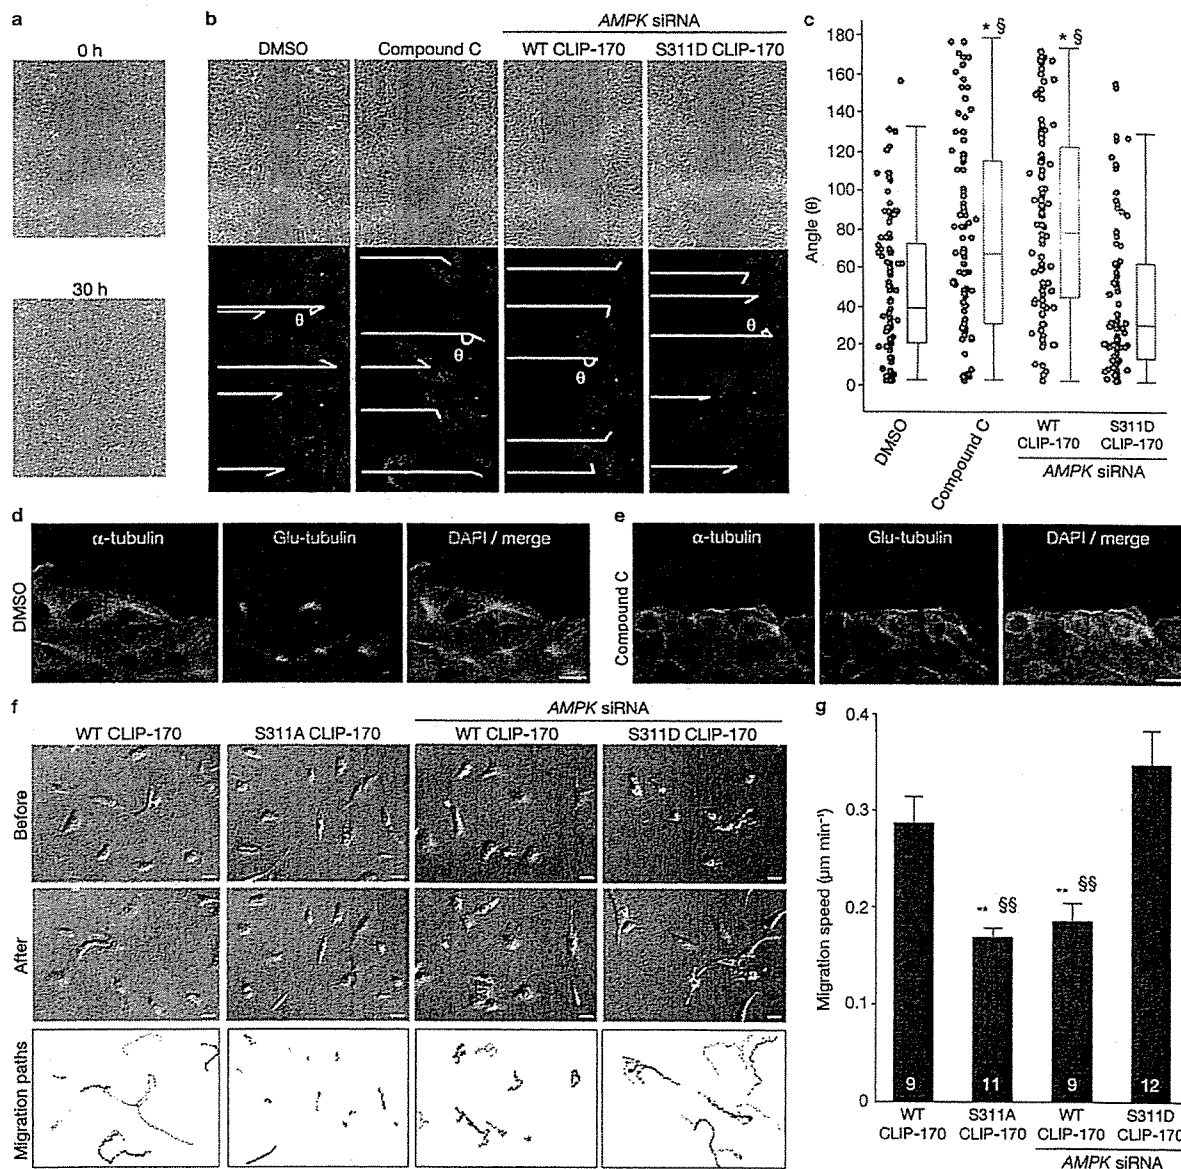 a
0 h
30 h
b
AMPK siRNA
DMSO
Compound C
WT CLIP-170
S311D CLIP-170
θ
θ
θ
θ
c
180
160
140
120
100
80
60
40
20
0
Angle (θ)
* §
* §
DMSO
Compound C
WT
CLIP-170
S311D
CLIP-170
AMPK siRNA
d
DMSO
α-tubulin
Glu-tubulin
DAPI / merge
e
Compound C
α-tubulin
Glu-tubulin
DAPI / merge
f
AMPK siRNA
WT CLIP-170
S311A CLIP-170
WT CLIP-170
S311D CLIP-170
Before
After
Migration paths
g
0.4
0.3
0.2
0.1
0
Migration speed (µm min⁻¹)
** §§
** §§
9
11
9
12
WT
CLIP-170
S311A
CLIP-170
WT
CLIP-170
S311D
CLIP-170
AMPK siRNA